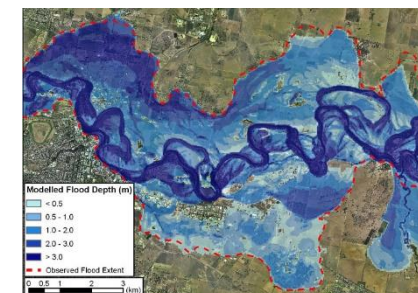 Modelled Flood Depth (m)
< 0.5
0.5 - 1.0
1.0 - 2.0
2.0 - 3.0
> 3.0
Observed Flood Extent
0 0.5 1 2 3
(km)